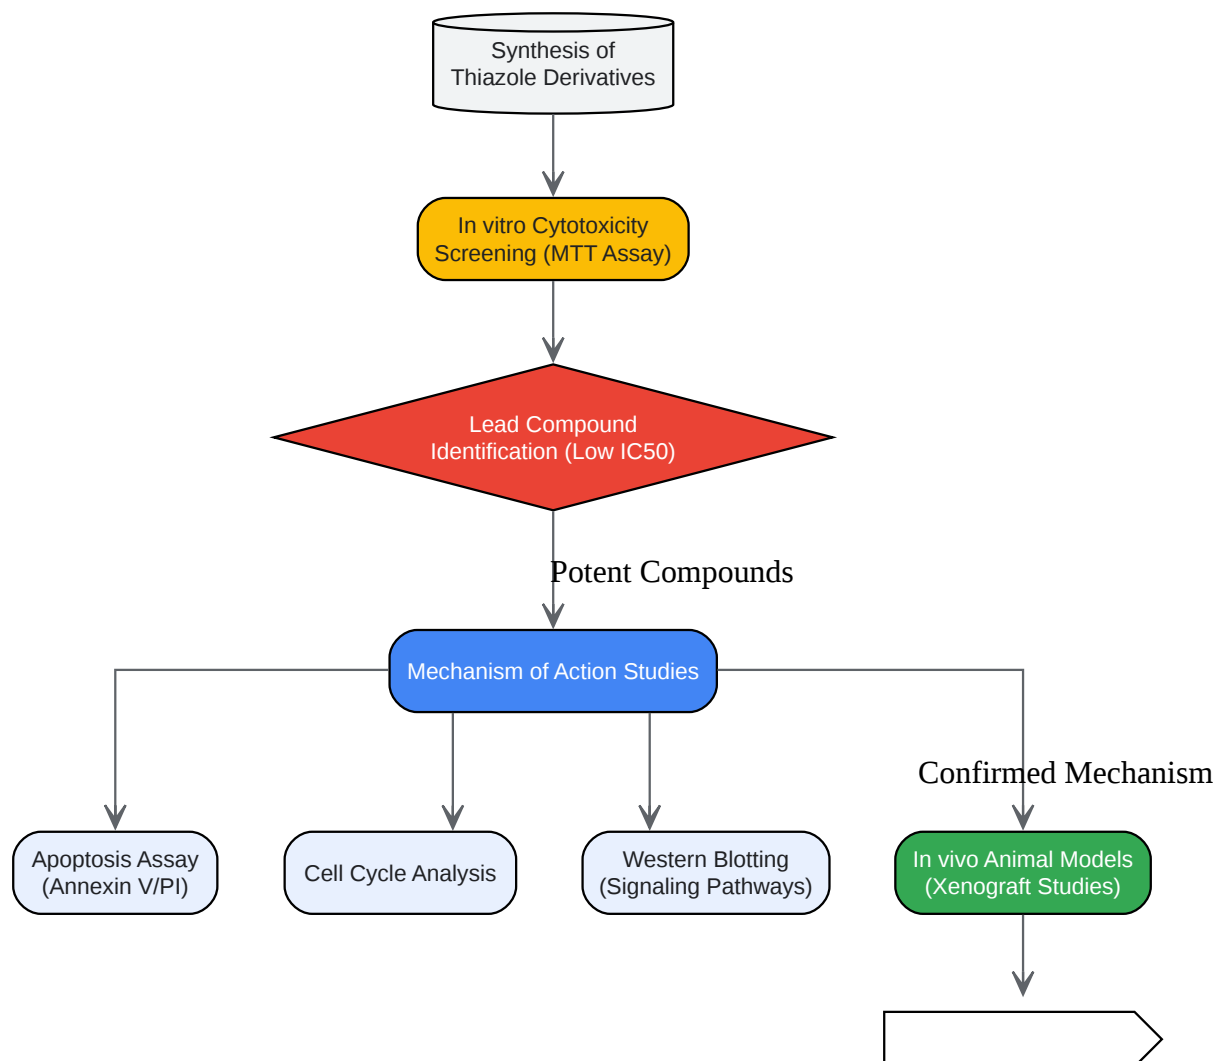 Synthesis of
Thiazole Derivatives
In vitro Cytotoxicity
Screening (MTT Assay)
Lead Compound
Identification (Low IC50)
Potent Compounds
Mechanism of Action Studies
Confirmed Mechanism
Apoptosis Assay
(Annexin V/PI)
Cell Cycle Analysis
Western Blotting
(Signaling Pathways)
In vivo Animal Models
(Xenograft Studies)